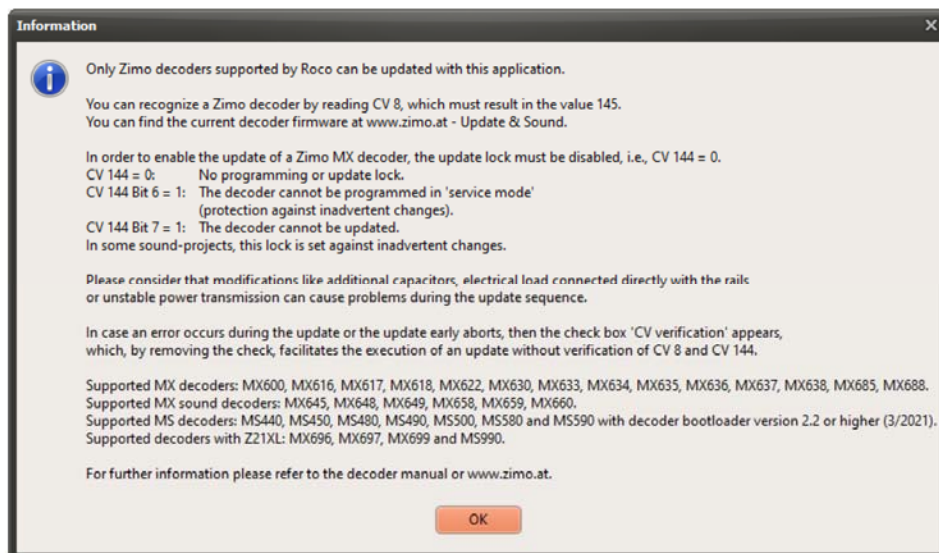 Information
Only Zimo decoders supported by Roco can be updated with this application.
You can recognize a Zimo decoder by reading CV 8, which must result in the value 145.
You can find the current decoder firmware at www.zimo.at - Update & Sound.
In order to enable the update of a Zimo MX decoder, the update lock must be disabled, i.e., CV 144 = 0.
CV 144 = 0: No programming or update lock.
CV 144 Bit 6 = 1: The decoder cannot be programmed in 'service mode'
(protection against inadvertent changes).
CV 144 Bit 7 = 1: The decoder cannot be updated.
In some sound-projects, this lock is set against inadvertent changes.
Please consider that modifications like additional capacitors, electrical load connected directly with the rails
or unstable power transmission can cause problems during the update sequence.
In case an error occurs during the update or the update early aborts, then the check box 'CV verification' appears,
which, by removing the check, facilitates the execution of an update without verification of CV 8 and CV 144.
Supported MX decoders: MX600, MX616, MX617, MX618, MX622, MX630, MX633, MX634, MX635, MX636, MX637, MX638, MX685, MX688.
Supported MX sound decoders: MX645, MX648, MX649, MX658, MX659, MX660.
Supported MS decoders: MS440, MS450, MS480, MS490, MS500, MS580 and MS590 with decoder bootloader version 2.2 or higher (3/2021).
Supported decoders with Z21XL: MX696, MX697, MX699 and MS990.
For further information please refer to the decoder manual or www.zimo.at.
OK